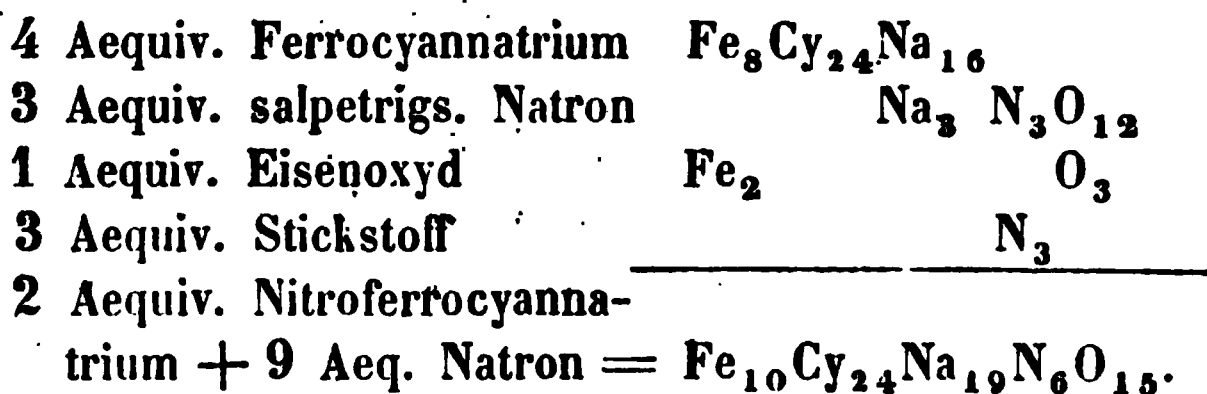 4 Aequiv. Ferrocyannatrium Fe₈Cy₂₄Na₁₆
3 Aequiv. salpetrigs. Natron Na₃ N₃O₁₂
1 Aequiv. Eisenoxyd Fe₂ O₃
3 Aequiv. Stickstoff N₃
2 Aequiv. Nitroferrocyanna-
trium + 9 Aeq. Natron = Fe₁₀Cy₂₄Na₁₉N₆O₁₅.